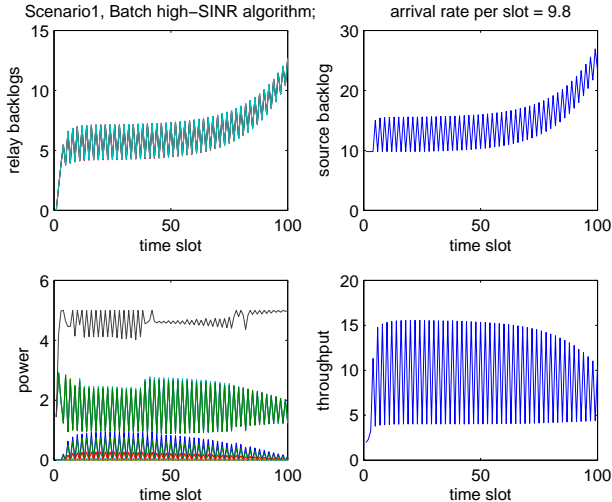 Scenario1, Batch high−SINR algorithm;
arrival rate per slot = 9.8
15
10
5
0
relay backlogs
0
50
100
time slot
30
20
10
0
source backlog
0
50
100
time slot
6
4
2
0
power
0
50
100
time slot
20
15
10
5
0
throughput
0
50
100
time slot